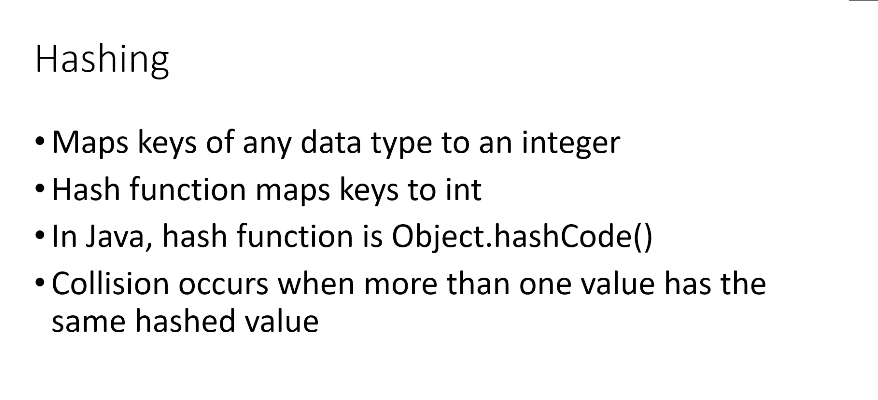 Hashing
• Maps keys of any data type to an integer
• Hash function maps keys to int
• In Java, hash function is Object.hashCode()
• Collision occurs when more than one value has the
same hashed value